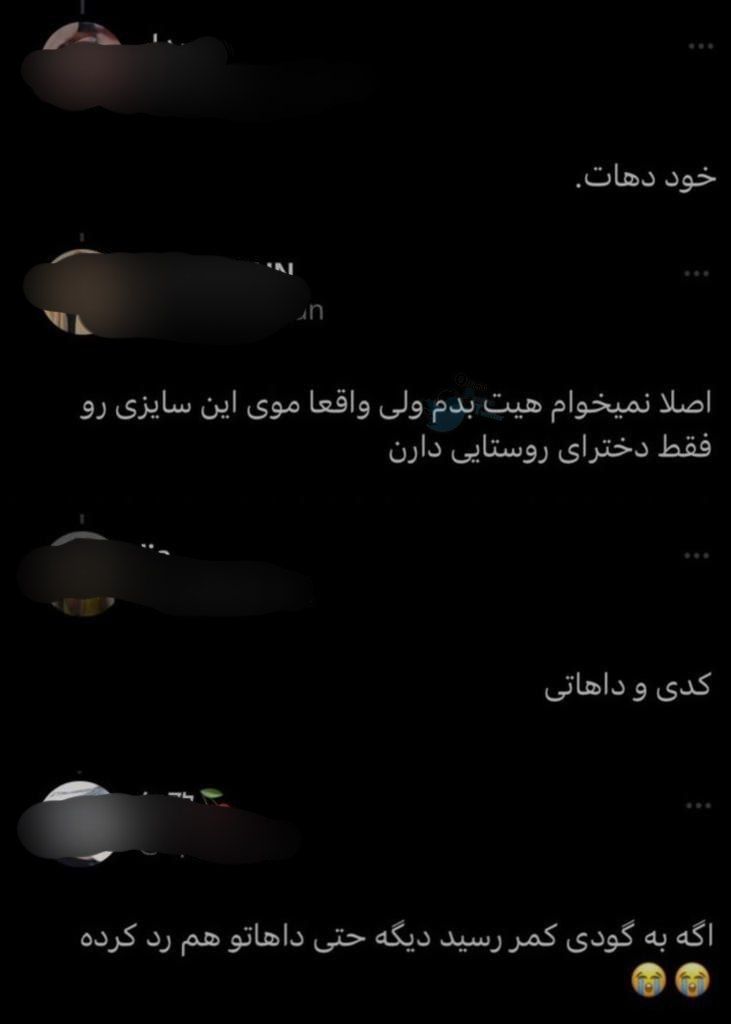 خود دهات.
اصلا نمیخوام هیت بدم ولی واقعا موی این سایزی رو
فقط دخترای روستایی دارن
کدی و داهاتی
اگه به گودی کمر رسید دیگه حتی داهاتو هم رد کرده
😭😭